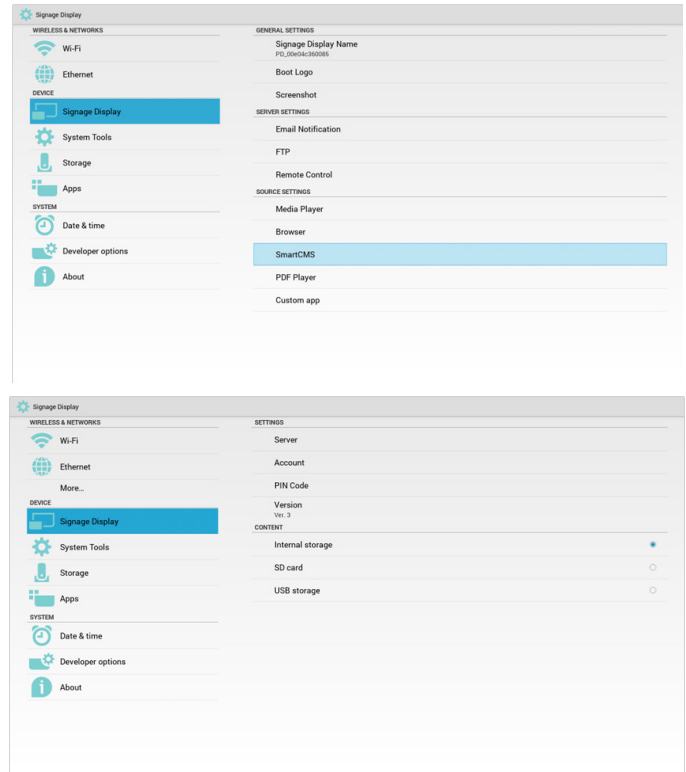 Signage Display
WIRELESS & NETWORKS
Wi-Fi
Ethernet
DEVICE
Signage Display
System Tools
Storage
Apps
SYSTEM
Date & time
Developer options
About
GENERAL SETTINGS
Signage Display Name
PD_00e04c360085
Boot Logo
Screenshot
SERVER SETTINGS
Email Notification
FTP
Remote Control
SOURCE SETTINGS
Media Player
Browser
SmartCMS
PDF Player
Custom app
Signage Display
WIRELESS & NETWORKS
Wi-Fi
Ethernet
More...
DEVICE
Signage Display
System Tools
Storage
Apps
SYSTEM
Date & time
Developer options
About
SETTINGS
Server
Account
PIN Code
Version
Ver. 3
CONTENT
Internal storage
SD card
USB storage